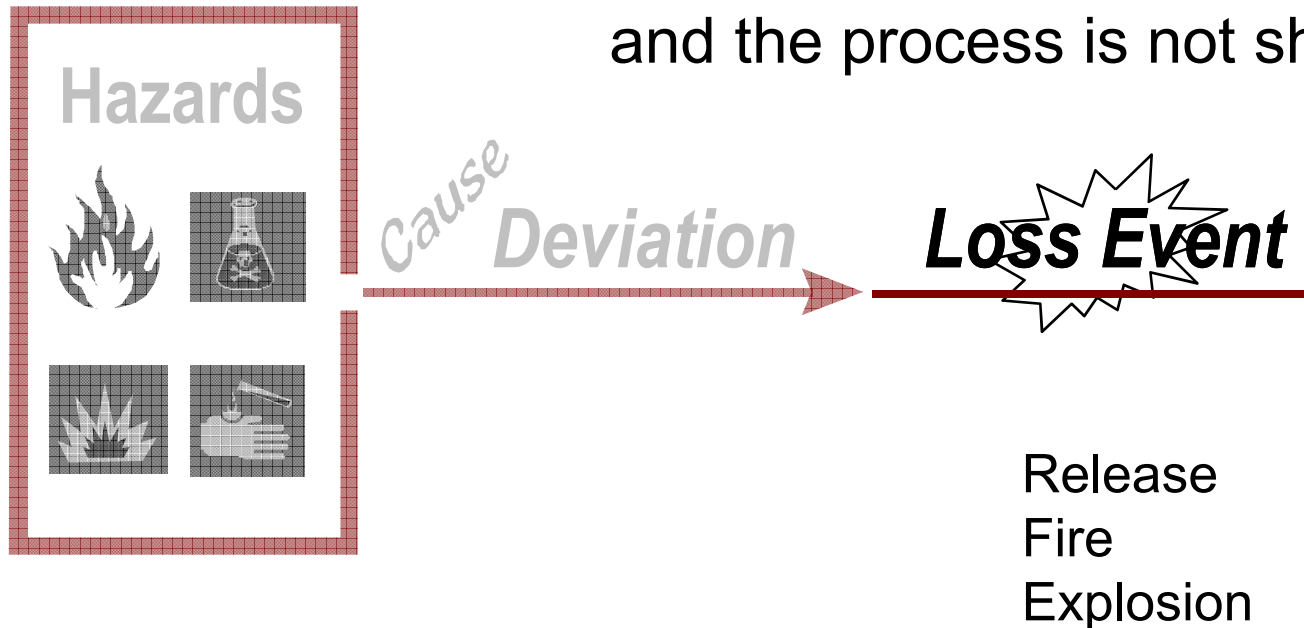 and the process is not sh
Hazards
Cause
Deviation
Loss Event
Release
Fire
Explosion